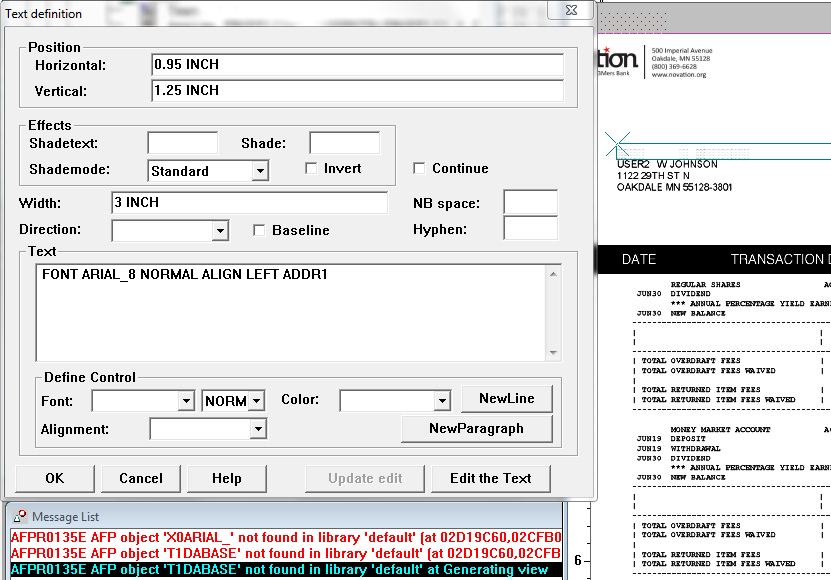 Text definition
Position
Horizontal:
0.95 INCH
Vertical:
1.25 INCH
Effects
Shadetext:
Shade:
Shademode:
Standard
Invert
Continue
Width:
3 INCH
NB space:
Direction:
Baseline
Hyphen:
Text
FONT ARIAL_8 NORMAL ALIGN LEFT ADDR1
Define Control
Font:
NORM
Color:
NewLine
Alignment:
NewParagraph
OK
Cancel
Help
Update edit
Edit the Text
Message List
AFPR0135E AFP object 'X0ARIAL_' not found in library 'default' (at 02D19C60,02CFB0
AFPR0135E AFP object 'T1DABASE' not found in library 'default' (at 02D19C60,02CFB
AFPR0135E AFP object 'T1DABASE' not found in library 'default' at Generating view
6
tion
Mers Bank
500 Imperial Avenue
Oakdale, MN 55128
(800) 369-6628
www.novation.org
USER2 W JOHNSON
1122 29TH ST N
OAKDALE MN 55128-3801
DATE
TRANSACTION D
REGULAR SHARES
JUN30 DIVIDEND
*** ANNUAL PERCENTAGE YIELD EARN
JUN30 NEW BALANCE
TOTAL OVERDRAFT FEES
TOTAL OVERDRAFT FEES WAIVED
TOTAL RETURNED ITEM FEES
TOTAL RETURNED ITEM FEES WAIVED
MONEY MARKET ACCOUNT
JUN19 DEPOSIT
JUN19 WITHDRAWAL
JUN30 DIVIDEND
*** ANNUAL PERCENTAGE YIELD EARN
JUN30 NEW BALANCE
TOTAL OVERDRAFT FEES
TOTAL OVERDRAFT FEES WAIVED
TOTAL RETURNED ITEM FEES
TOTAL RETURNED ITEM FEES WAIVED